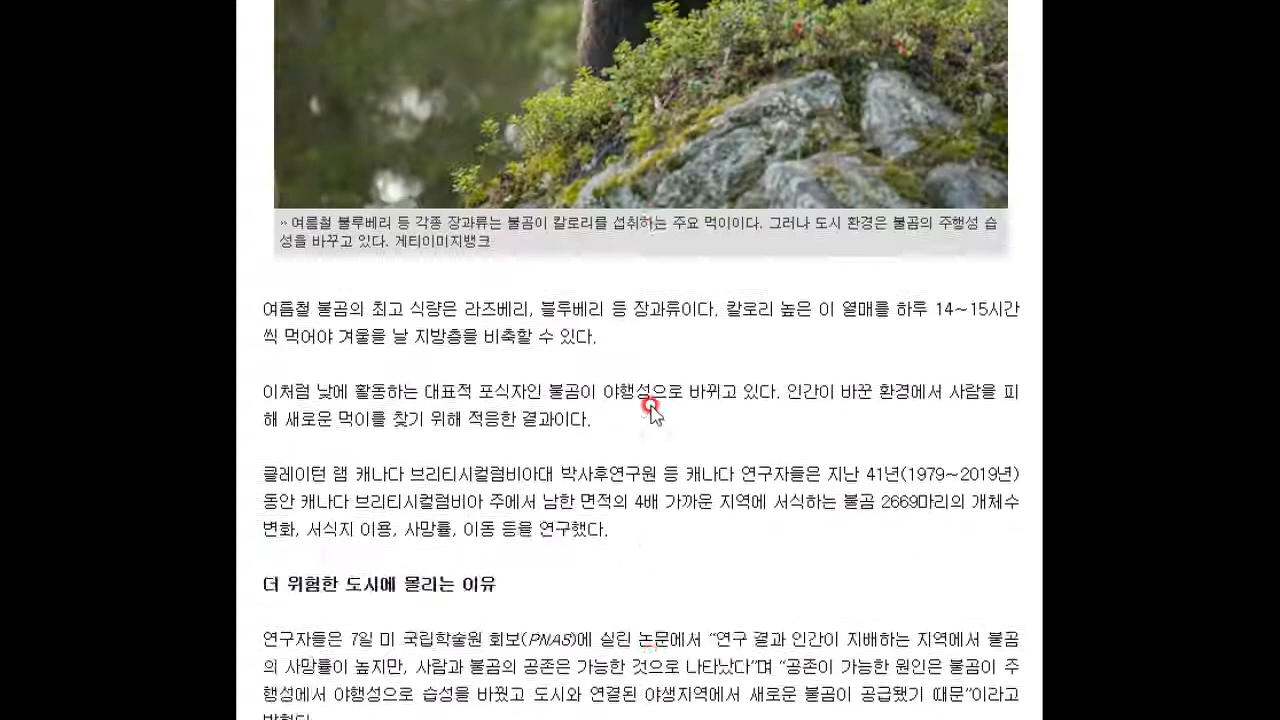 » 여름철 블루베리 등 각종 장과류는 불곰이 칼로리를 섭취하는 주요 먹이이다. 그러나 도시 환경은 불곰의 주행성 습
성을 바꾸고 있다. 게티이미지뱅크
여름철 불곰의 최고 식량은 라즈베리, 블루베리 등 장과류이다. 칼로리 높은 이 열매를 하루 14~15시간
씩 먹어야 겨울을 날 지방층을 비축할 수 있다.
이처럼 낮에 활동하는 대표적 포식자인 불곰이 야행성으로 바뀌고 있다. 인간이 바꾼 환경에서 사람을 피
해 새로운 먹이를 찾기 위해 적응한 결과이다.
클레이턴 램 캐나다 브리티시컬럼비아대 박사후연구원 등 캐나다 연구자들은 지난 41년(1979~2019년)
동안 캐나다 브리티시컬럼비아 주에서 남한 면적의 4배 가까운 지역에 서식하는 불곰 2669마리의 개체수
변화, 서식지 이용, 사망률, 이동 등을 연구했다.
더 위험한 도시에 몰리는 이유
연구자들은 7일 미 국립학술원 회보(PNAS)에 실린 논문에서 “연구 결과 인간이 지배하는 지역에서 불곰
의 사망률이 높지만, 사람과 불곰의 공존은 가능한 것으로 나타났다”며 “공존이 가능한 원인은 불곰이 주
행성에서 야행성으로 습성을 바꿨고 도시와 연결된 야생지역에서 새로운 불곰이 공급됐기 때문”이라고